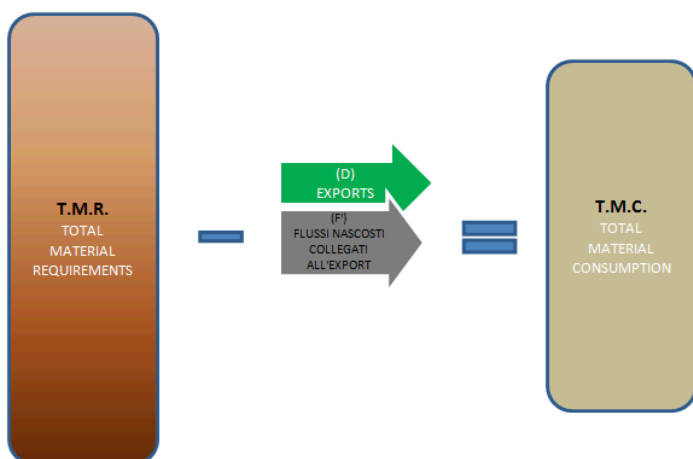 T.M.R.
TOTAL
MATERIAL
REQUIREMENTS
(D)
EXPORTS
(F')
FLUSSI NASCOSTI
COLLEGATI
ALL'EXPORT
T.M.C.
TOTAL
MATERIAL
CONSUMPTION